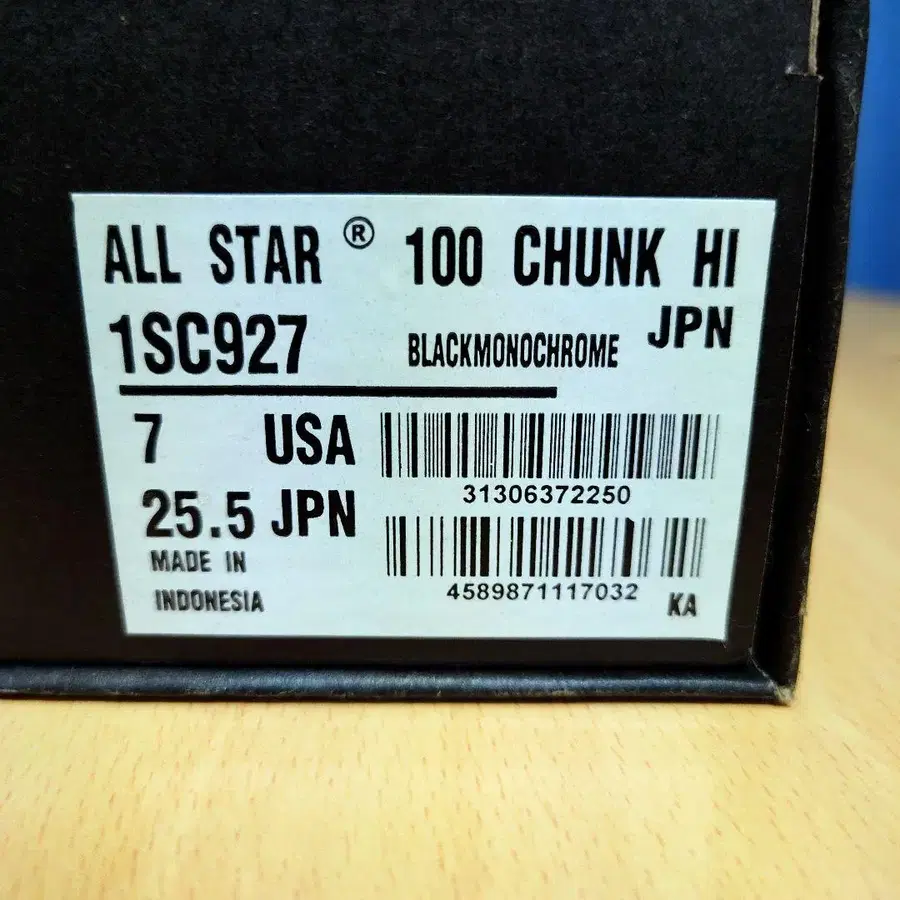 ALL STAR ® 100 CHUNK HI
1SC927 BLACKMONOCHROME JPN
7 USA
31306372250
25.5 JPN
MADE IN
INDONESIA
4589871117032 KA